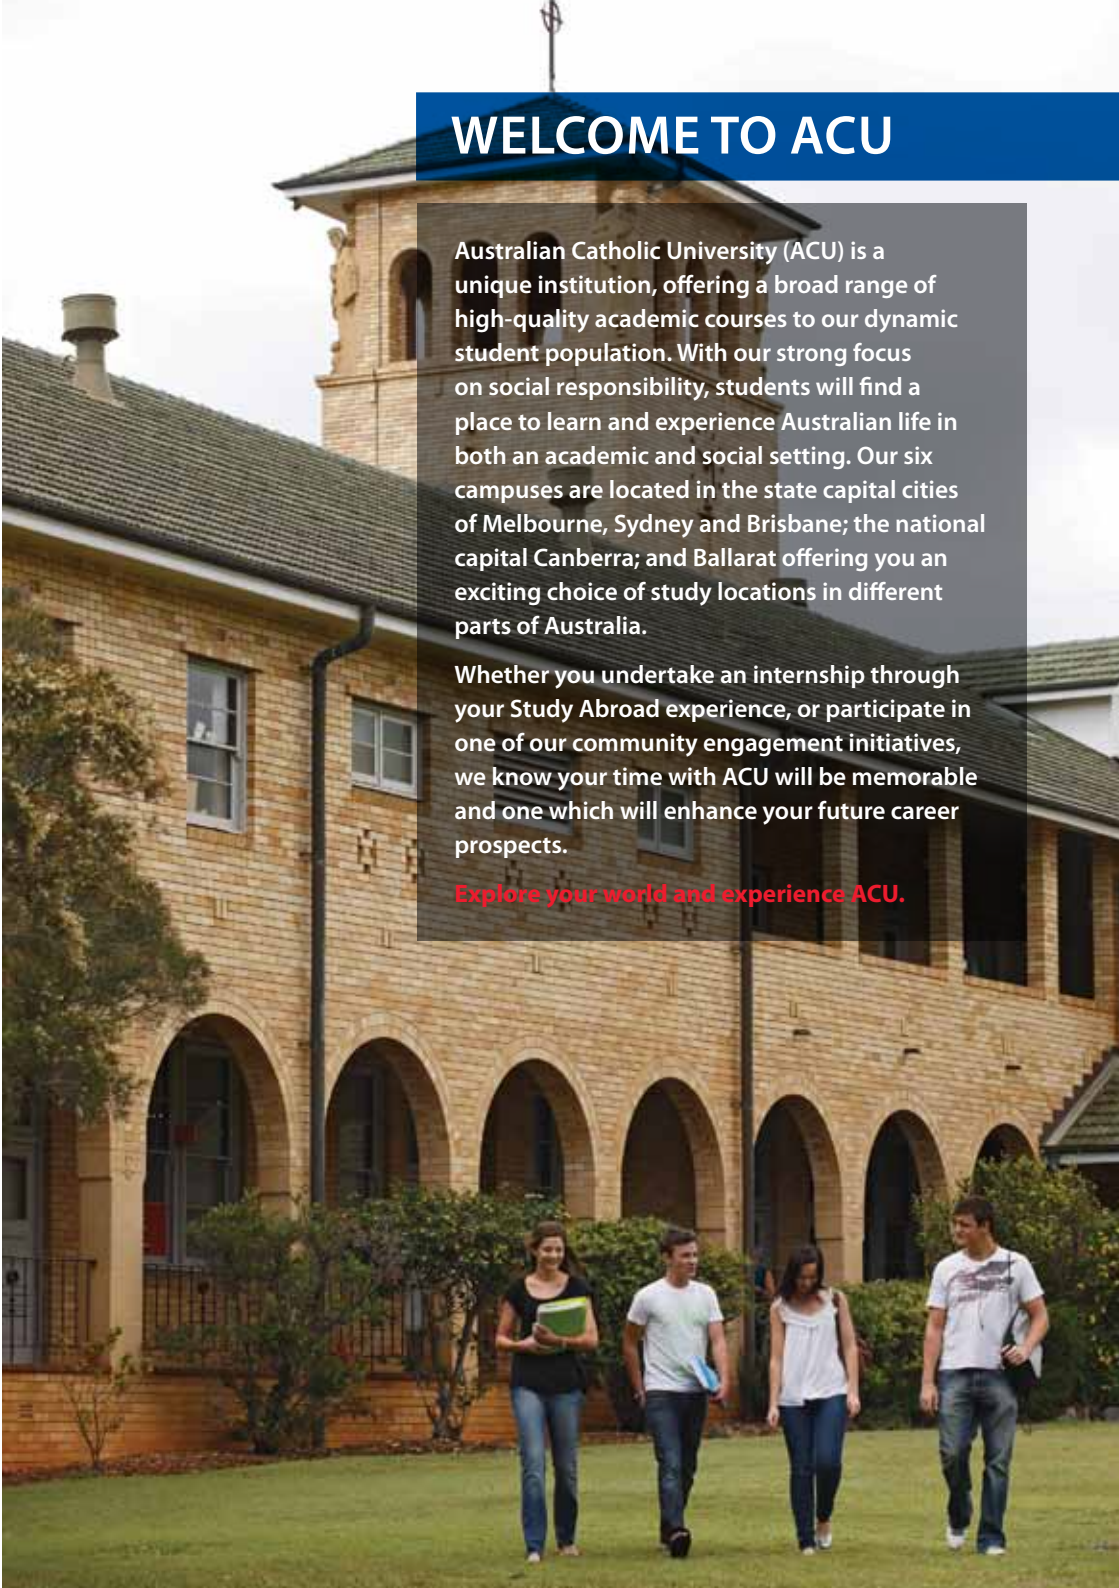 WELCOME TO ACU
Australian Catholic University (ACU) is a
unique institution, offering a broad range of
high-quality academic courses to our dynamic
student population. With our strong focus
on social responsibility, students will find a
place to learn and experience Australian life in
both an academic and social setting. Our six
campuses are located in the state capital cities
of Melbourne, Sydney and Brisbane; the national
capital Canberra; and Ballarat offering you an
exciting choice of study locations in different
parts of Australia.
Whether you undertake an internship through
your Study Abroad experience, or participate in
one of our community engagement initiatives,
we know your time with ACU will be memorable
and one which will enhance your future career
prospects.
Explore your world and experience ACU.